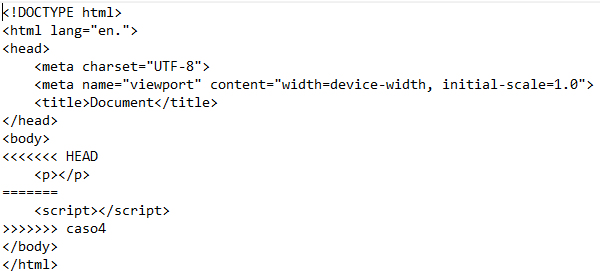 <!DOCTYPE html>
<html lang="en.">
<head>
    <meta charset="UTF-8">
    <meta name="viewport" content="width=device-width, initial-scale=1.0">
    <title>Document</title>
</head>
<body>
<<<<<<< HEAD
    <p></p>
=======
    <script></script>
>>>>>>> caso4
</body>
</html>